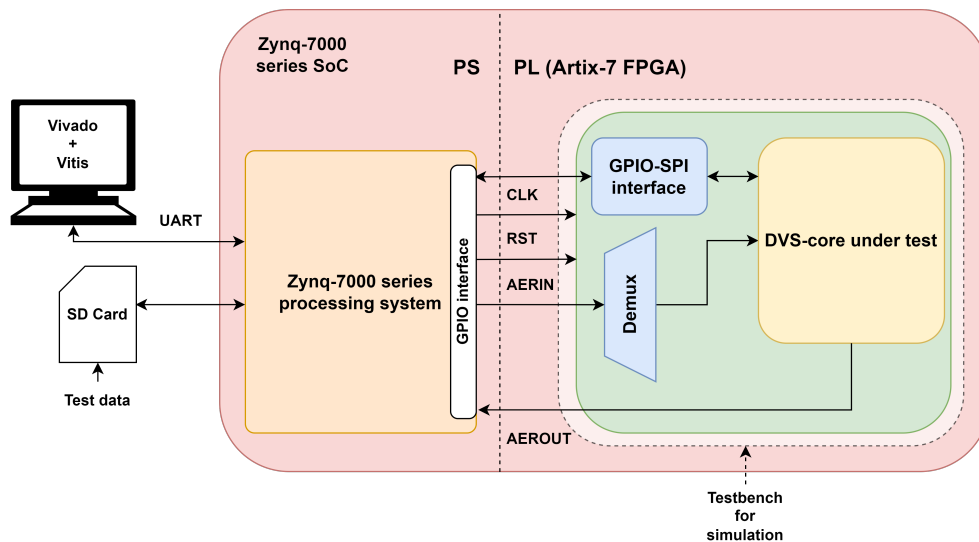 Zynq-7000
series SoC
PS
PL (Artix-7 FPGA)
Vivado
+
Vitis
UART
SD Card
Test data
Zynq-7000 series
processing system
GPIO interface
CLK
RST
AERIN
AEROUT
GPIO-SPI
interface
Demux
DVS-core under test
Testbench
for
simulation